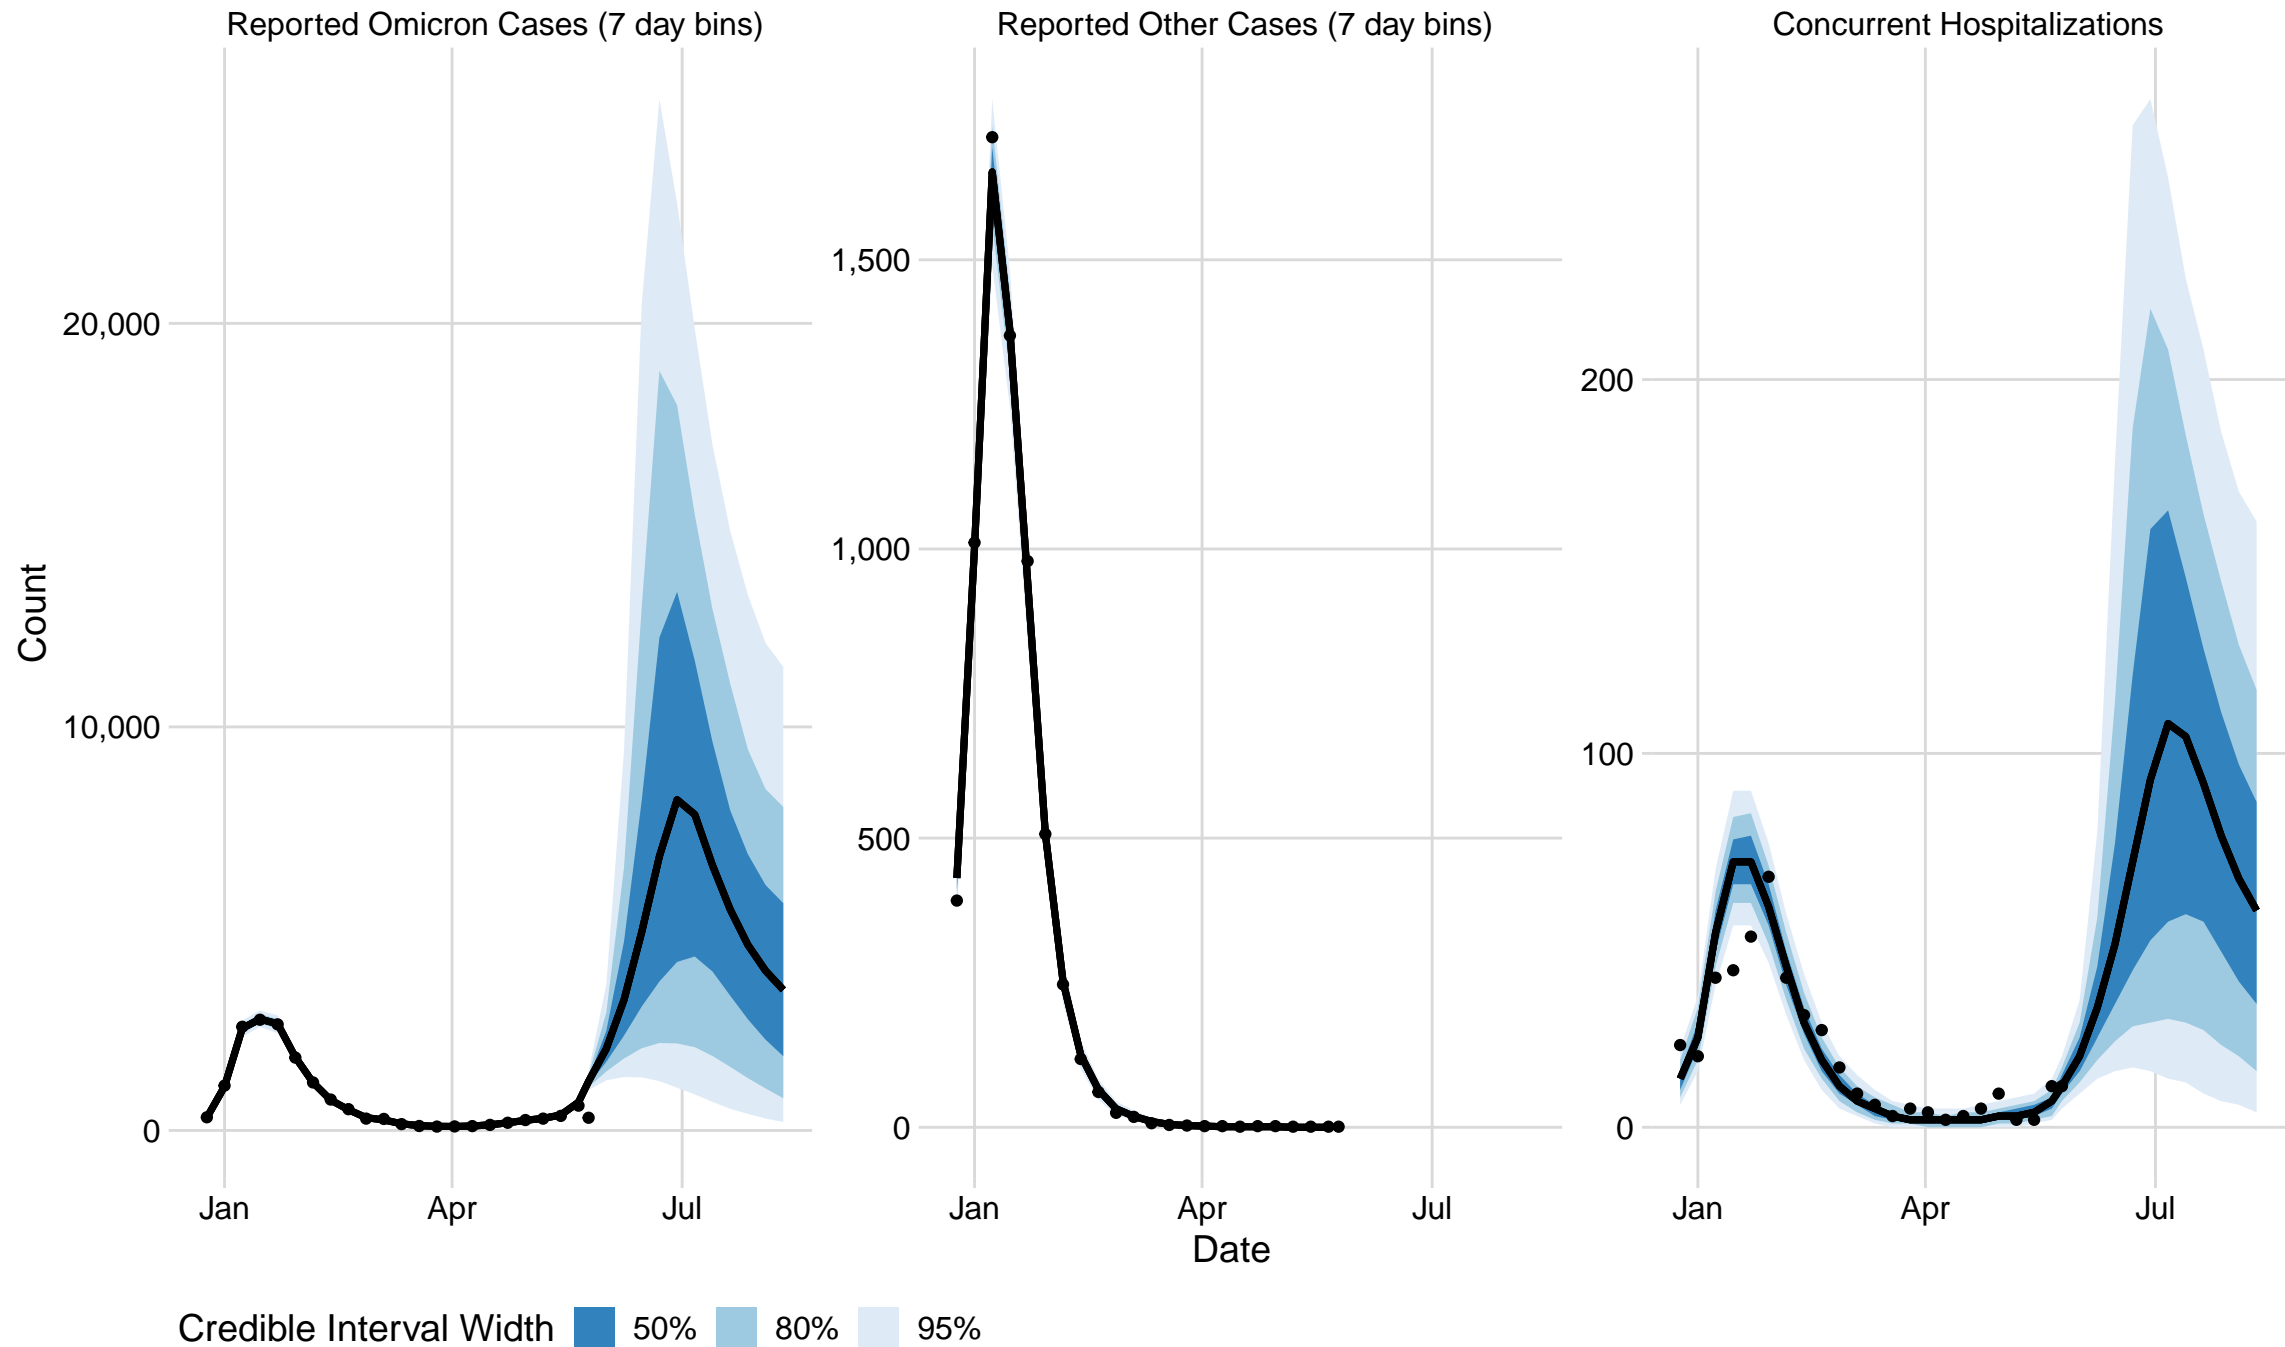 Reported Omicron Cases (7 day bins)
Reported Other Cases (7 day bins)
Concurrent Hospitalizations
Count
20,000
10,000
0
1,500
1,000
500
0
200
100
0
Jan Apr Jul
Jan Apr Jul
Jan Apr Jul
Date
Credible Interval Width 50% 80% 95%